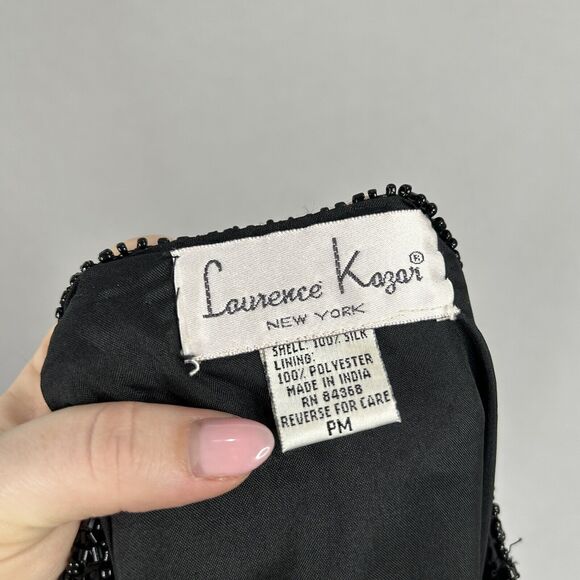 Laurence Kazar®
NEW YORK
SHELL: 100% SILK
LINING:
100% POLYESTER
MADE IN INDIA
RN 84368
REVERSE FOR CARE
PM